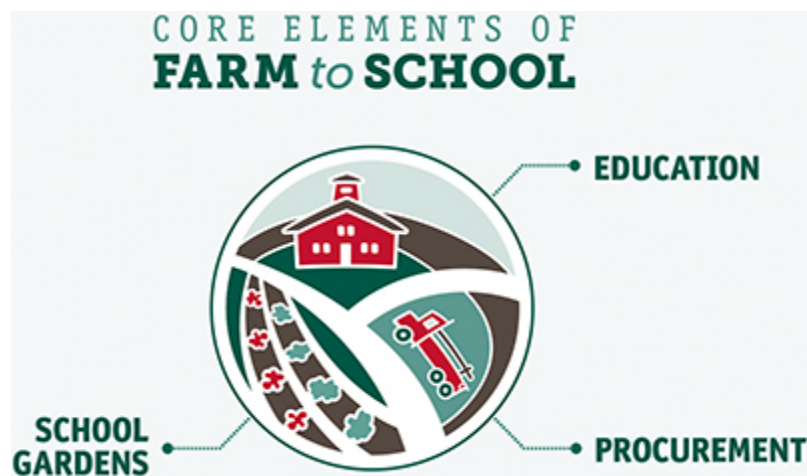 CORE ELEMENTS OF
FARM to SCHOOL
EDUCATION
SCHOOL
GARDENS
PROCUREMENT